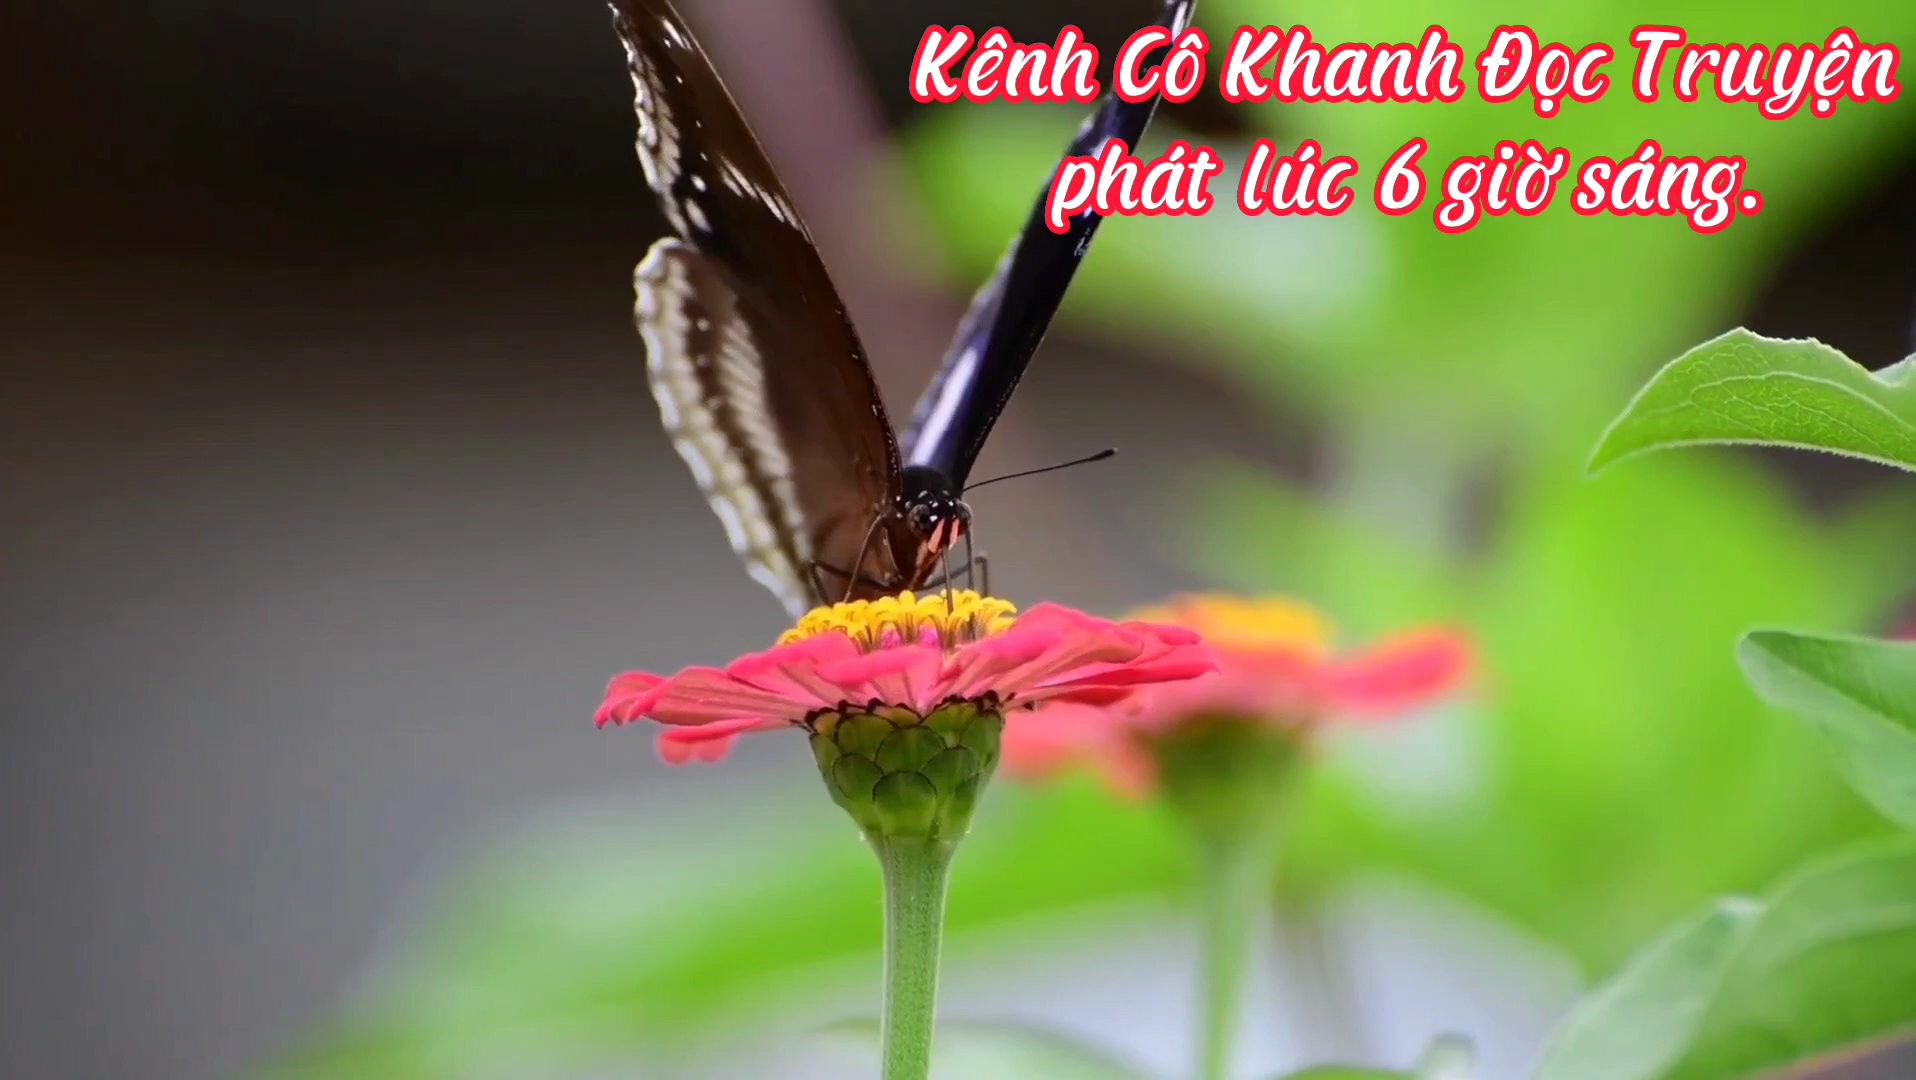 Kênh Cô Khanh Đọc Truyện
phát lúc 6 giờ sáng.